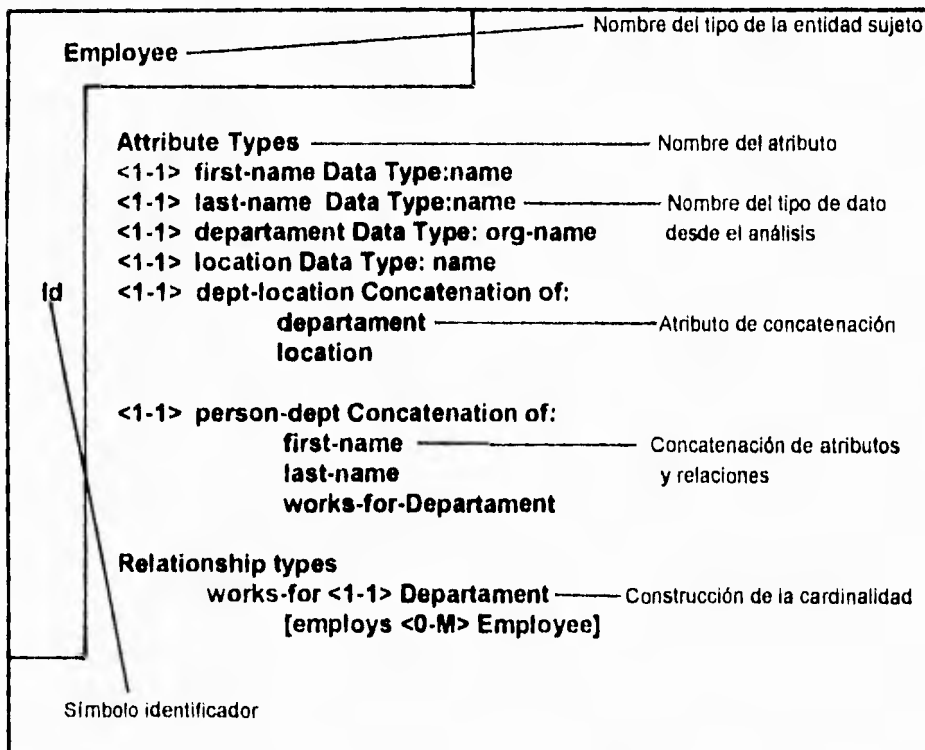 Nombre del tipo de la entidad sujeto
Employee
Attribute Types
Nombre del atributo
<1-1> first-name Data Type:name
<1-1> last-name Data Type:name
Nombre del tipo de dato
<1-1> departament Data Type: org-name
desde el análisis
<1-1> location Data Type: name
Id
<1-1> dept-location Concatenation of:
departament
Atributo de concatenación
location
<1-1> person-dept Concatenation of:
first-name
Concatenación de atributos
last-name
y relaciones
works-for-Departament
Relationship types
works-for <1-1> Departament
Construcción de la cardinalidad
[employs <0-M> Employee]
Símbolo identificador